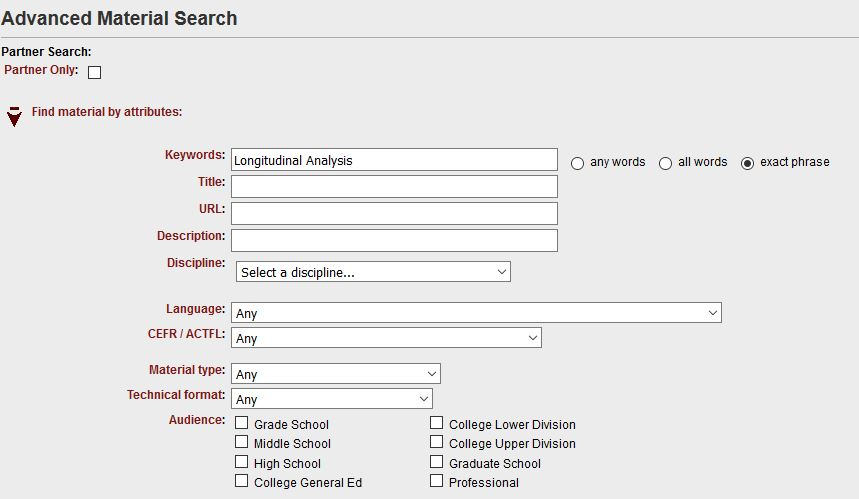 Advanced Material Search
Partner Search:
Partner Only:
Find material by attributes:
Keywords: Longitudinal Analysis any words all words exact phrase
Title:
URL:
Description:
Discipline: Select a discipline...
Language: Any
CEFR / ACTFL: Any
Material type: Any
Technical format: Any
Audience: Grade School College Lower Division
Middle School College Upper Division
High School Graduate School
College General Ed Professional